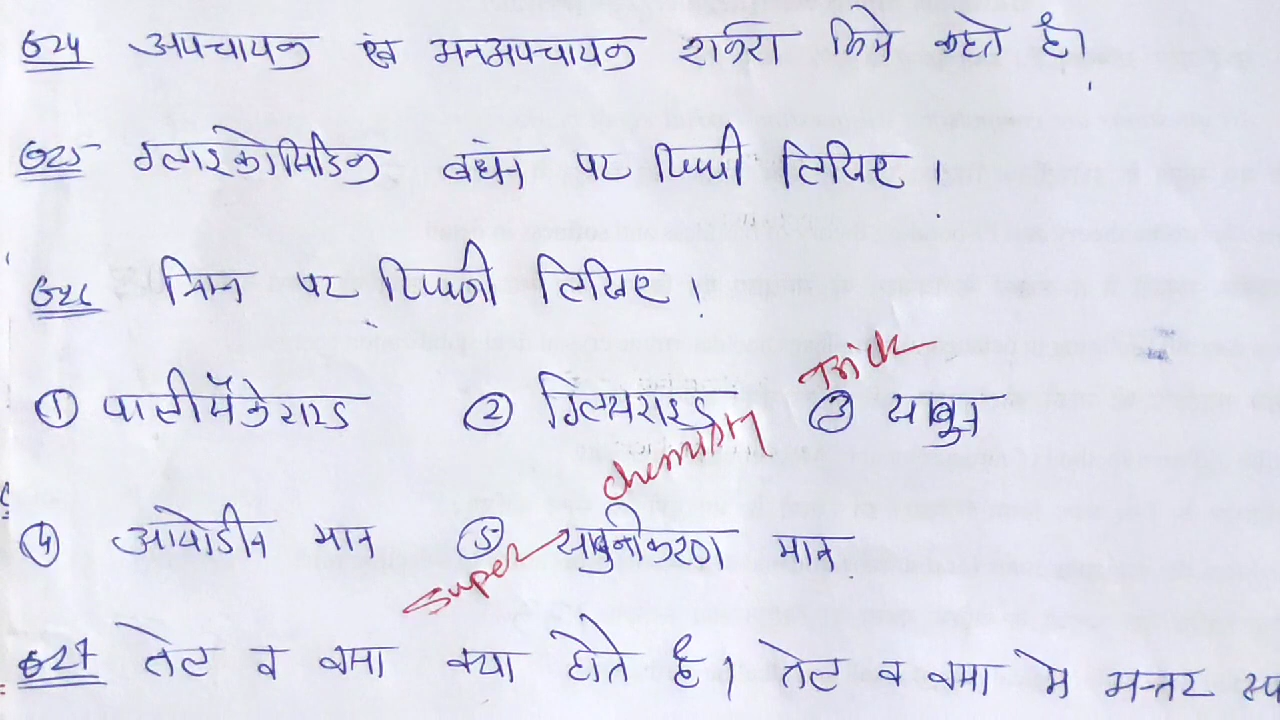 Q24 अपचायक एवं अनअपचायक शर्करा किसे कहते है।
Q25 ग्लाइकोसिडिक बंधन पर टिप्पणी लिखिए।
Q26 निम्न पर टिप्पणी लिखिए।
① पालीसैकेराइड ② ग्लिसराइड ③ साबुन
④ आयोडीन मान ⑤ साबुनीकरण मान
Super chemistry Trick
Q27 तेल व वसा क्या होते है। तेल व वसा मे अन्तर